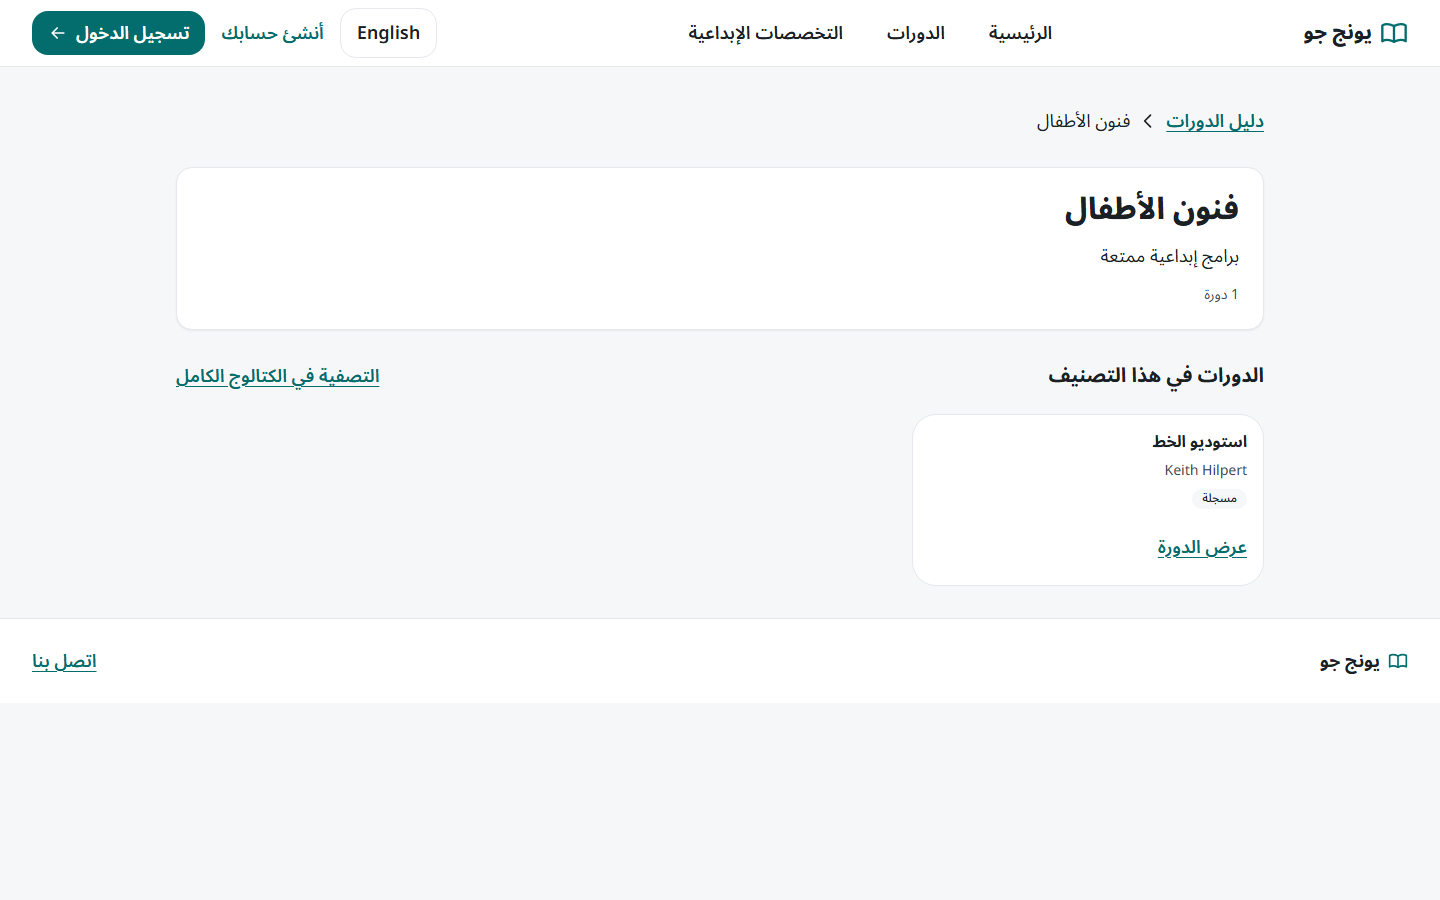 يونج جو
الرئيسية
الدورات
التخصصات الإبداعية
English
أنشئ حسابك
تسجيل الدخول
دليل الدورات
فنون الأطفال
فنون الأطفال
برامج إبداعية ممتعة
1 دورة
الدورات في هذا التصنيف
التصفية في الكتالوج الكامل
استوديو الخط
Keith Hilpert
مسجلة
عرض الدورة
يونج جو
اتصل بنا